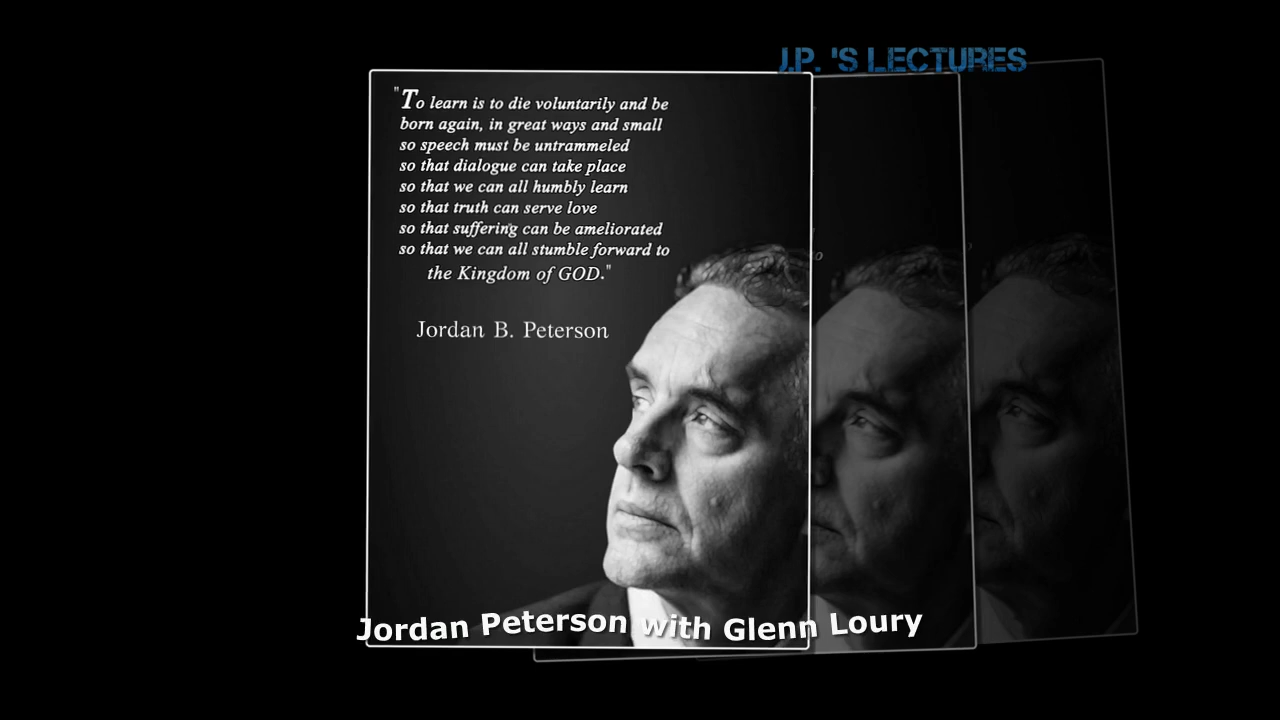 J.P. 'S LECTURES
"To learn is to die voluntarily and be
born again, in great ways and small
so speech must be untrammeled
so that dialogue can take place
so that we can all humbly learn
so that truth can serve love
so that suffering can be ameliorated
so that we can all stumble forward to
the Kingdom of GOD."
Jordan B. Peterson
Jordan Peterson with Glenn Loury